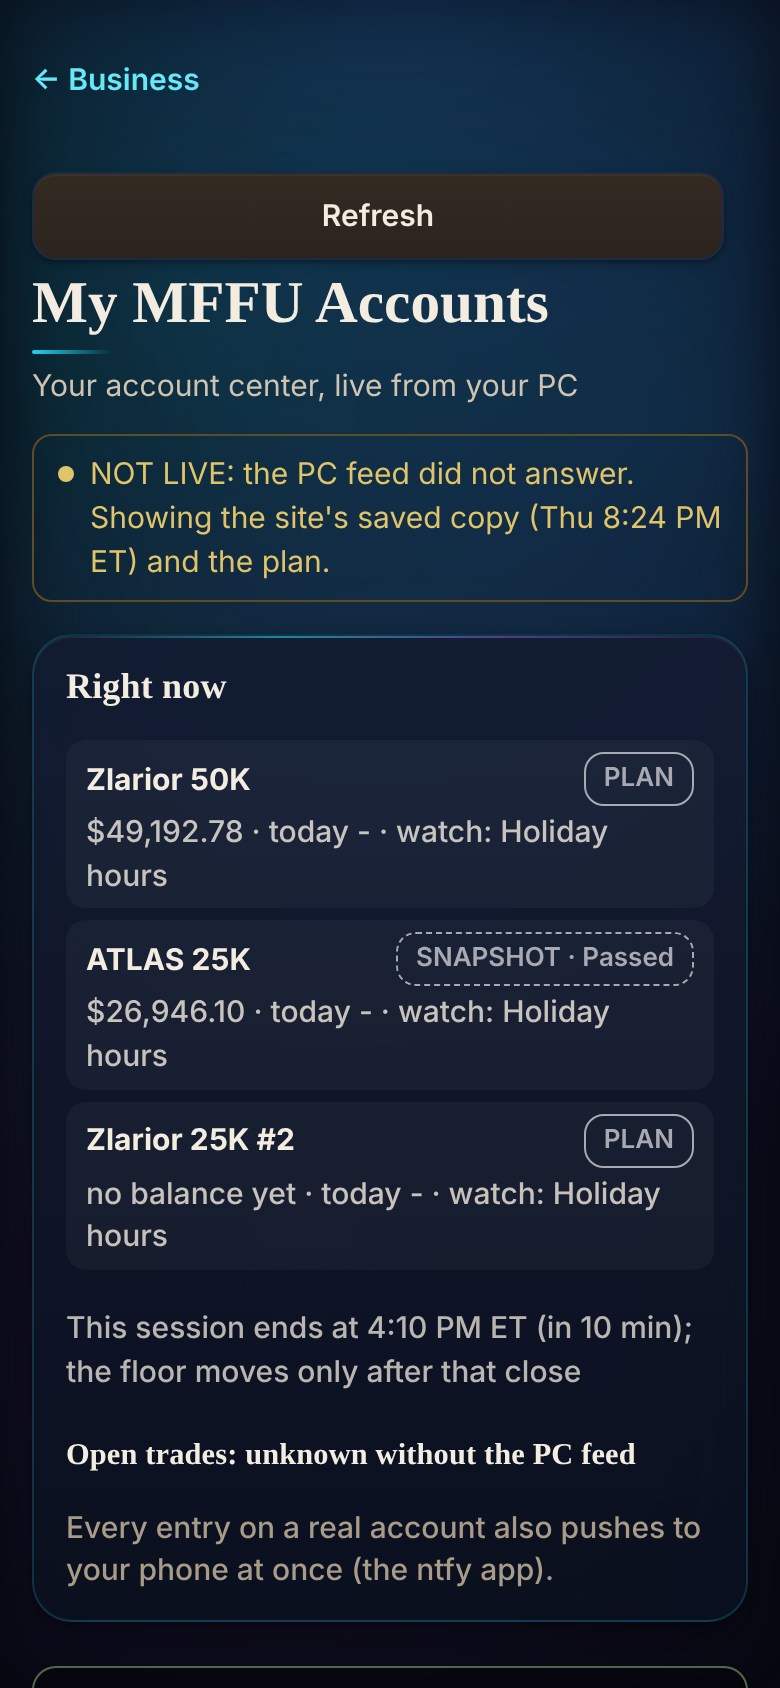 ← Business
Refresh
My MFFU Accounts
Your account center, live from your PC
NOT LIVE: the PC feed did not answer.
Showing the site's saved copy (Thu 8:24 PM
ET) and the plan.
Right now
Zlarior 50K
PLAN
$49,192.78 · today - · watch: Holiday
hours
ATLAS 25K
SNAPSHOT · Passed
$26,946.10 · today - · watch: Holiday
hours
Zlarior 25K #2
PLAN
no balance yet · today - · watch: Holiday
hours
This session ends at 4:10 PM ET (in 10 min);
the floor moves only after that close
Open trades: unknown without the PC feed
Every entry on a real account also pushes to
your phone at once (the ntfy app).